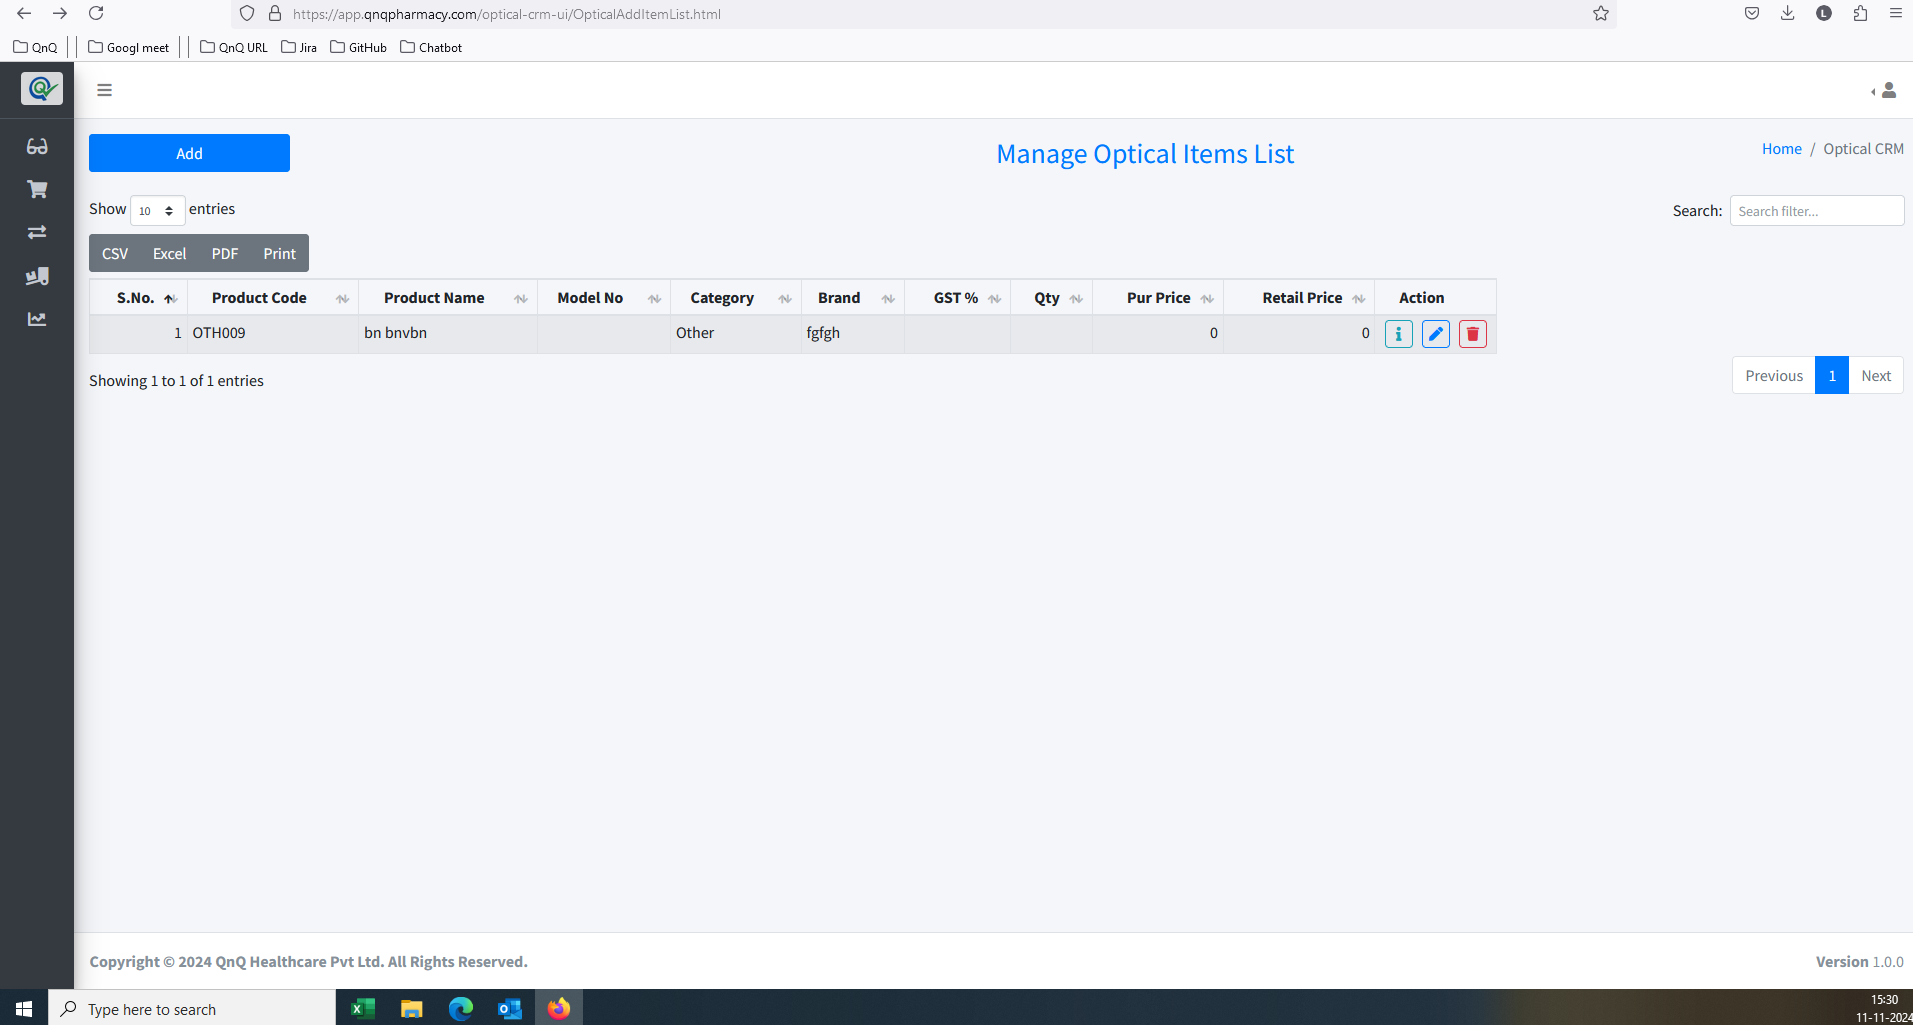 https://app.qnqpharmacy.com/optical-crm-ui/OpticalAddItemList.html
L
QnQ Googl meet QnQ URL Jira GitHub Chatbot
Add
Manage Optical Items List
Home / Optical CRM
Show 10 entries
Search: Search filter...
CSV Excel PDF Print
S.No. Product Code Product Name Model No Category Brand GST % Qty Pur Price Retail Price Action
1 OTH009 bn bnvbn Other fgfgh 0 0
Showing 1 to 1 of 1 entries
Previous 1 Next
Copyright © 2024 QnQ Healthcare Pvt Ltd. All Rights Reserved.
Version 1.0.0
Type here to search
15:30
11-11-2024